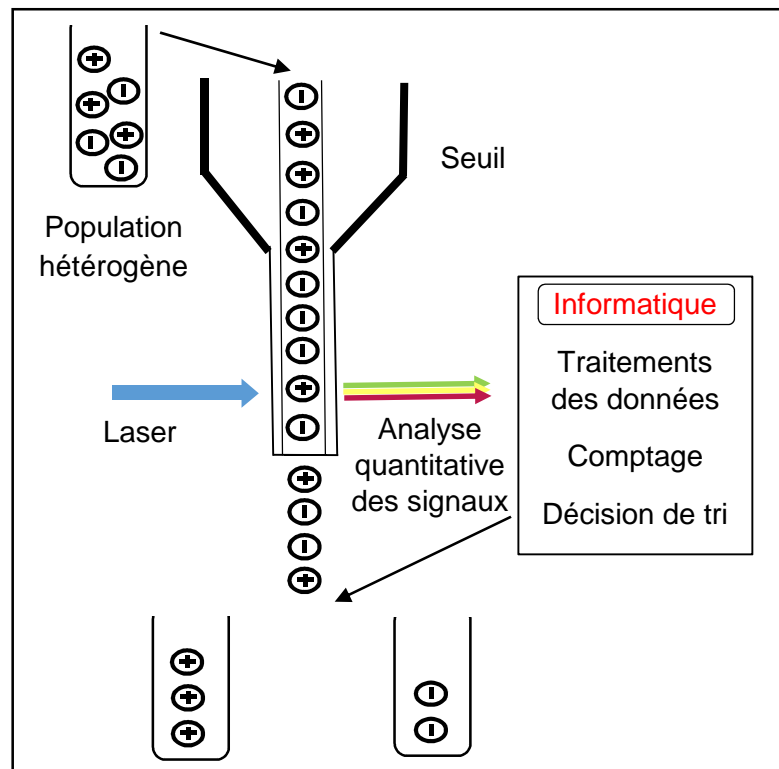 Seuil
Population
hétérogène
Informatique
Traitements
des données
Comptage
Décision de tri
Laser
Analyse
quantitative
des signaux